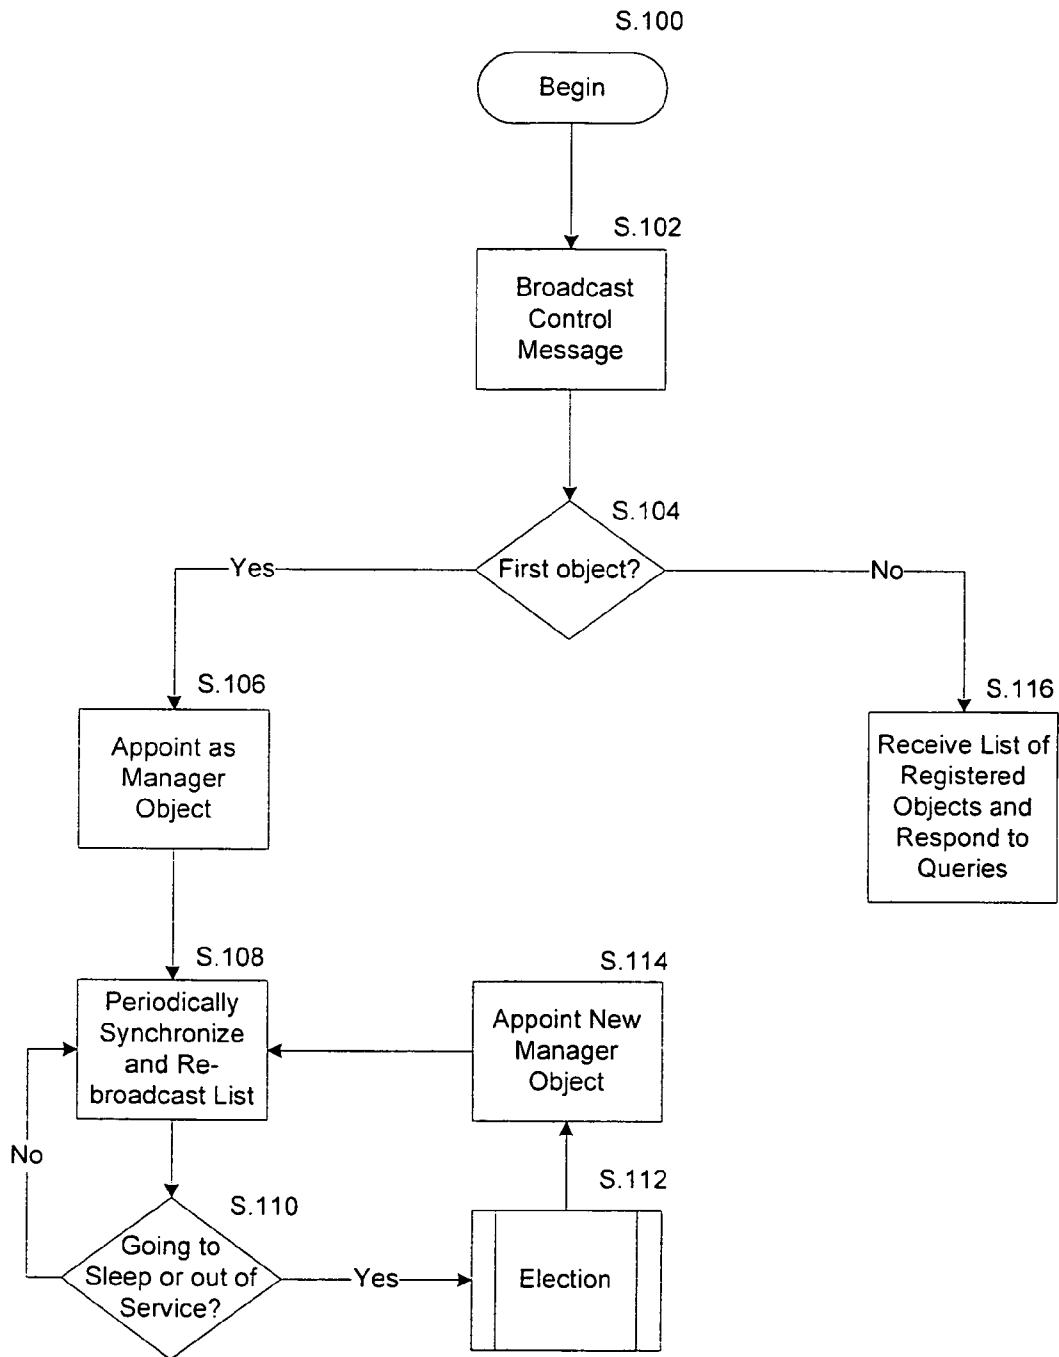 S.100
Begin
S.102
Broadcast
Control
Message
S.104
First object?
Yes
No
S.106
Appoint as
Manager
Object
S.116
Receive List of
Registered
Objects and
Respond to
Queries
S.108
Periodically
Synchronize
and Re-
broadcast List
S.114
Appoint New
Manager
Object
No
S.110
Going to
Sleep or out of
Service?
Yes
S.112
Election